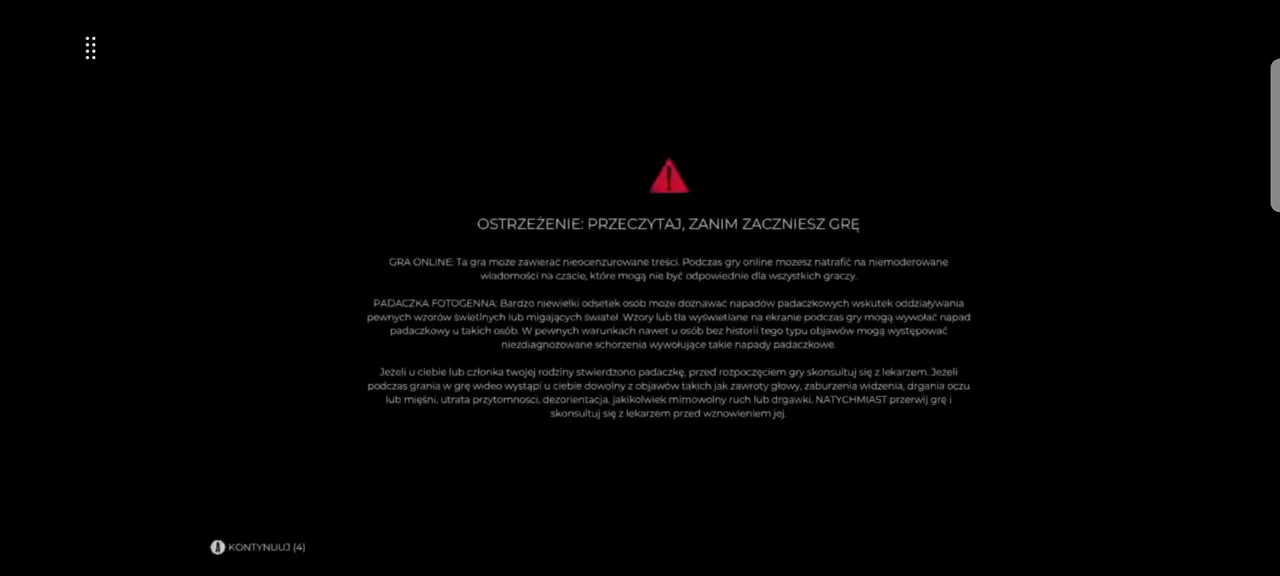 OSTRZEŻENIE: PRZECZYTAJ, ZANIM ZACZNIESZ GRĘ
GRA ONLINE: Ta gra może zawierać nieocenzurowane treści. Podczas gry online możesz natrafić na niemoderowane
wiadomości na czacie, które mogą nie być odpowiednie dla wszystkich graczy.
PADACZKA FOTOGENNA: Bardzo niewielki odsetek osób może doznawać napadów padaczkowych wskutek oddziaływania
pewnych wzorów świetlnych lub migających świateł. Wzory lub tła wyświetlane na ekranie podczas gry mogą wywołać napad
padaczkowy u takich osób. W pewnych warunkach nawet u osób bez historii tego typu objawów mogą występować
niezdiagnozowane schorzenia wywołujące takie napady padaczkowe.
Jeżeli u ciebie lub członka twojej rodziny stwierdzono padaczkę, przed rozpoczęciem gry skonsultuj się z lekarzem. Jeżeli
podczas grania w grę wideo wystąpi u ciebie dowolny z objawów takich jak zawroty głowy, zaburzenia widzenia, drgania oczu
lub mięśni, utrata przytomności, dezorientacja, jakikolwiek mimowolny ruch lub drgawki, NATYCHMIAST przerwij grę i
skonsultuj się z lekarzem przed wznowieniem jej.
A KONTYNUUJ (4)